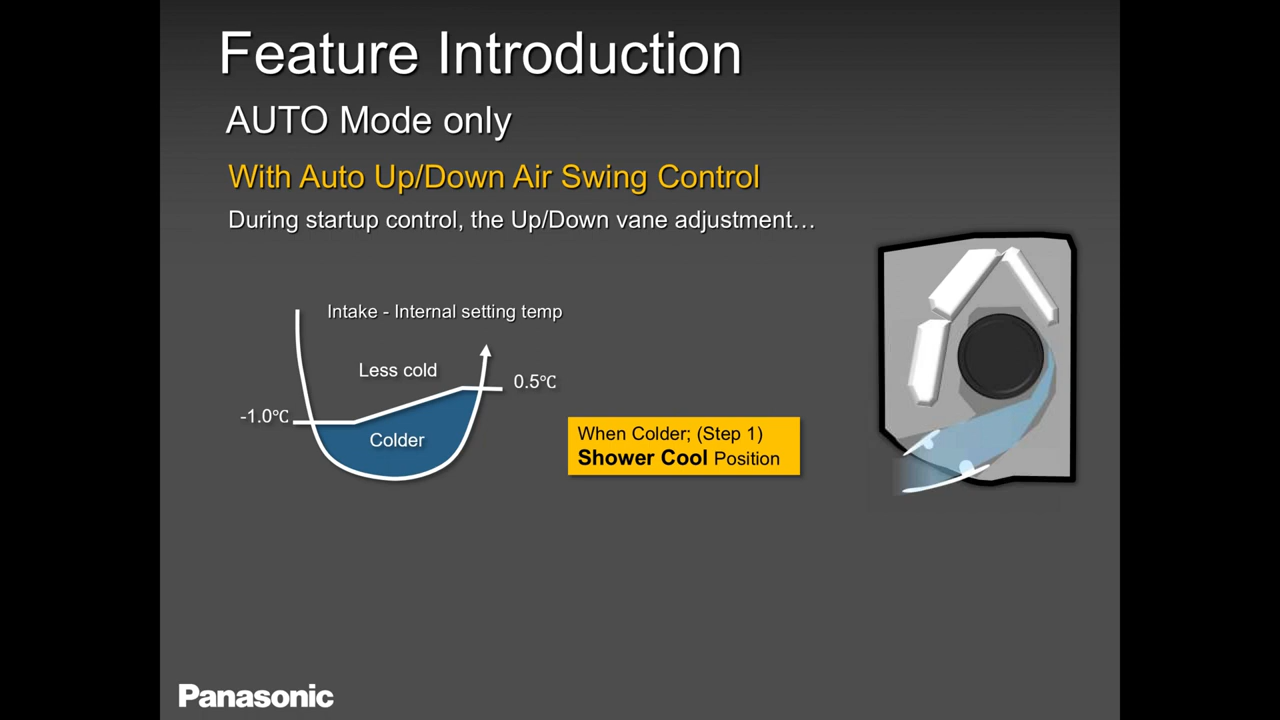 Feature Introduction
AUTO Mode only
With Auto Up/Down Air Swing Control
During startup control, the Up/Down vane adjustment…
Intake - Internal setting temp
Less cold
0.5℃
-1.0℃
Colder
When Colder; (Step 1)
Shower Cool Position
Panasonic